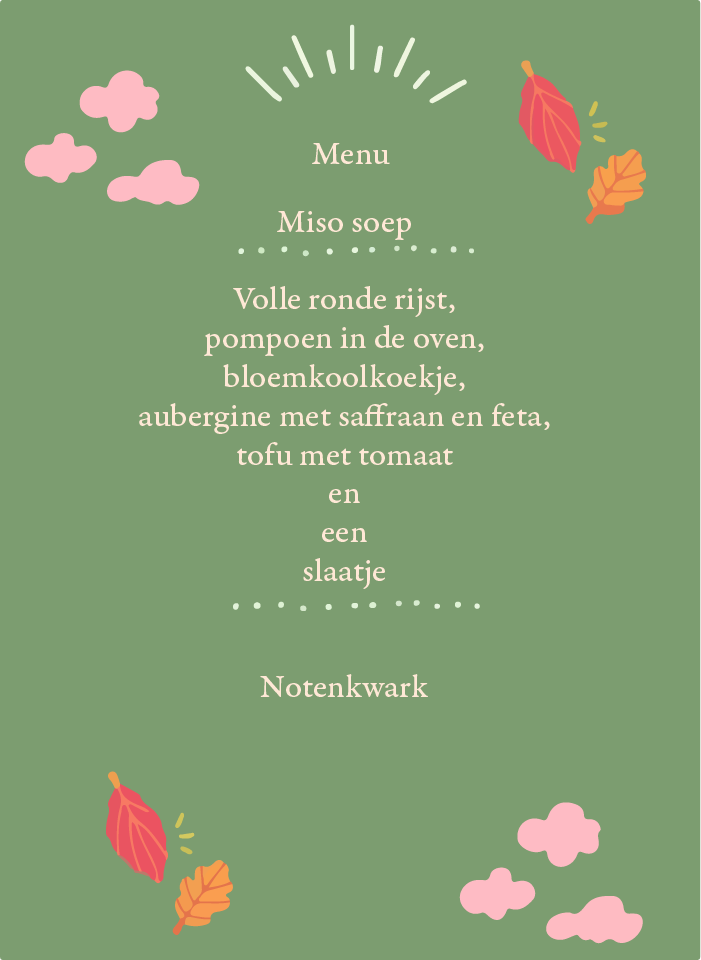 Menu
Miso soep
Volle ronde rijst,
pompoen in de oven,
bloemkoolkoekje,
aubergine met saffraan en feta,
tofu met tomaat
en
een
slaatje
Notenkwark